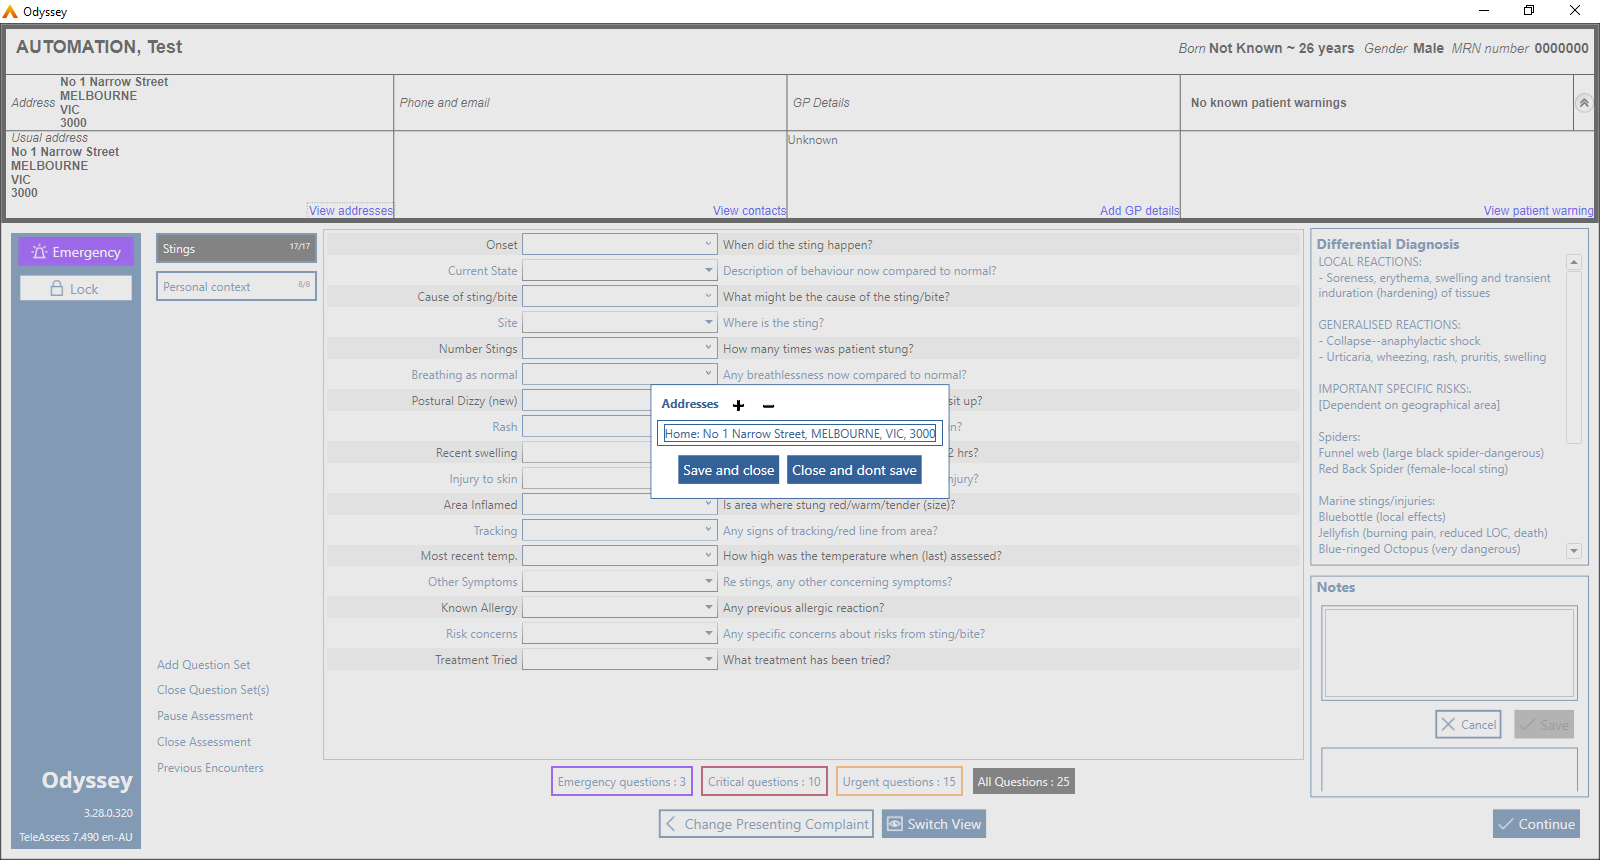 Odyssey
AUTOMATION, Test
Born Not Known ~ 26 years Gender Male MRN number 0000000
Address No 1 Narrow Street
MELBOURNE
VIC
3000
Phone and email
GP Details
No known patient warnings
Usual address
No 1 Narrow Street
MELBOURNE
VIC
3000
View addresses
View contacts
Unknown
Add GP details
View patient warning
Emergency
Lock
Odyssey
3.28.0.320
TeleAssess 7.490 en-AU
Stings 17/17
Personal context 8/8
Add Question Set
Close Question Set(s)
Pause Assessment
Close Assessment
Previous Encounters
Onset When did the sting happen?
Current State Description of behaviour now compared to normal?
Cause of sting/bite What might be the cause of the sting/bite?
Site Where is the sting?
Number Stings How many times was patient stung?
Breathing as normal Any breathlessness now compared to normal?
Postural Dizzy (new) sit up?
Rash n?
Recent swelling 2 hrs?
Injury to skin njury?
Area Inflamed Is area where stung red/warm/tender (size)?
Tracking Any signs of tracking/red line from area?
Most recent temp. How high was the temperature when (last) assessed?
Other Symptoms Re stings, any other concerning symptoms?
Known Allergy Any previous allergic reaction?
Risk concerns Any specific concerns about risks from sting/bite?
Treatment Tried What treatment has been tried?
Addresses + −
Home: No 1 Narrow Street, MELBOURNE, VIC, 3000
Save and close Close and dont save
Emergency questions : 3 Critical questions : 10 Urgent questions : 15 All Questions : 25
Change Presenting Complaint Switch View
Differential Diagnosis
LOCAL REACTIONS:
- Soreness, erythema, swelling and transient
induration (hardening) of tissues
GENERALISED REACTIONS:
- Collapse--anaphylactic shock
- Urticaria, wheezing, rash, pruritis, swelling
IMPORTANT SPECIFIC RISKS:.
[Dependent on geographical area]
Spiders:
Funnel web (large black spider-dangerous)
Red Back Spider (female-local sting)
Marine stings/injuries:
Bluebottle (local effects)
Jellyfish (burning pain, reduced LOC, death)
Blue-ringed Octopus (very dangerous)
Notes
Cancel Save
Continue